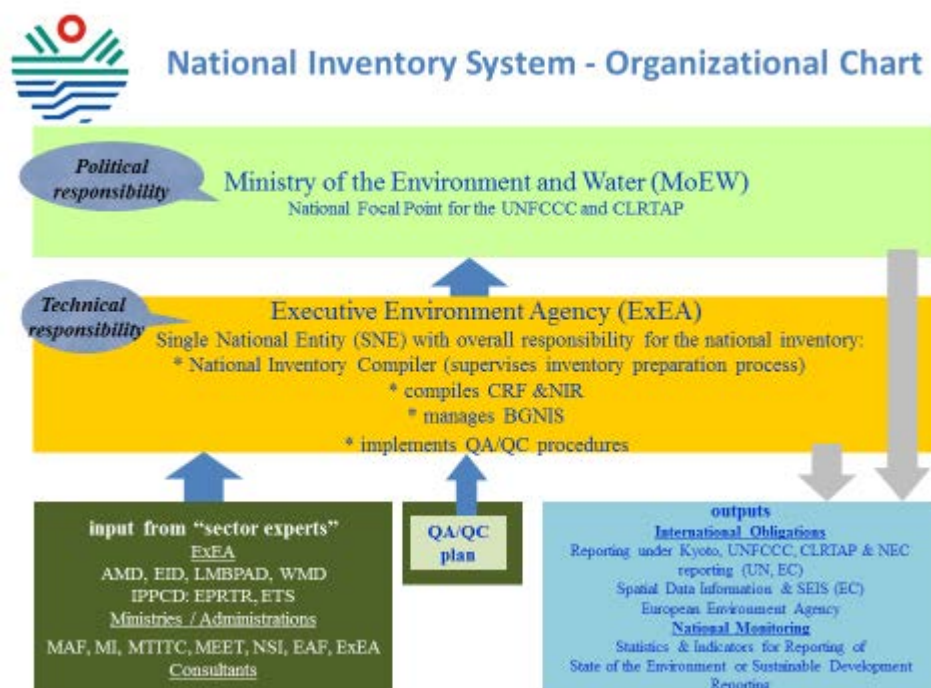 National Inventory System - Organizational Chart
Political
responsibility
Ministry of the Environment and Water (MoEW)
National Focal Point for the UNFCCC and CLRTAP
Technical
responsibility
Executive Environment Agency (ExEA)
Single National Entity (SNE) with overall responsibility for the national inventory:
* National Inventory Compiler (supervises inventory preparation process)
* compiles CRF &NIR
* manages BGNIS
* implements QA/QC procedures
input from “sector experts”
ExEA
AMD, EID, LMBPAD, WMD
IPPCD: EPRTR, ETS
Ministries / Administrations
MAF, MI, MTITC, MEET, NSI, EAF, ExEA
Consultants
QA/QC
plan
outputs
International Obligations
Reporting under Kyoto, UNFCCC, CLRTAP & NEC
reporting (UN, EC)
Spatial Data Information & SEIS (EC)
European Environment Agency
National Monitoring
Statistics & Indicators for Reporting of
State of the Environment or Sustainable Development
Reporting